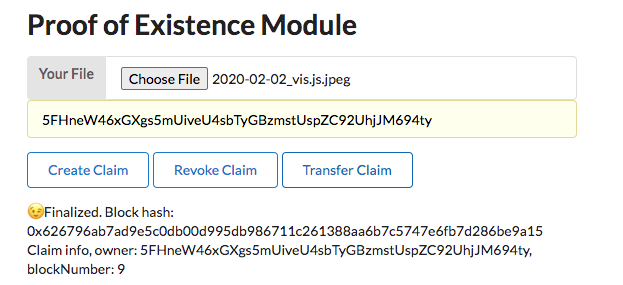 Proof of Existence Module
Your File
Choose File 2020-02-02_vis.js.jpeg
5FHneW46xGXgs5mUiveU4sbTyGBzmstUspZC92UhjJM694ty
Create Claim Revoke Claim Transfer Claim
😉Finalized. Block hash:
0x626796ab7ad9e5c0db00d995db986711c261388aa6b7c5747e6fb7d286be9a15
Claim info, owner: 5FHneW46xGXgs5mUiveU4sbTyGBzmstUspZC92UhjJM694ty,
blockNumber: 9